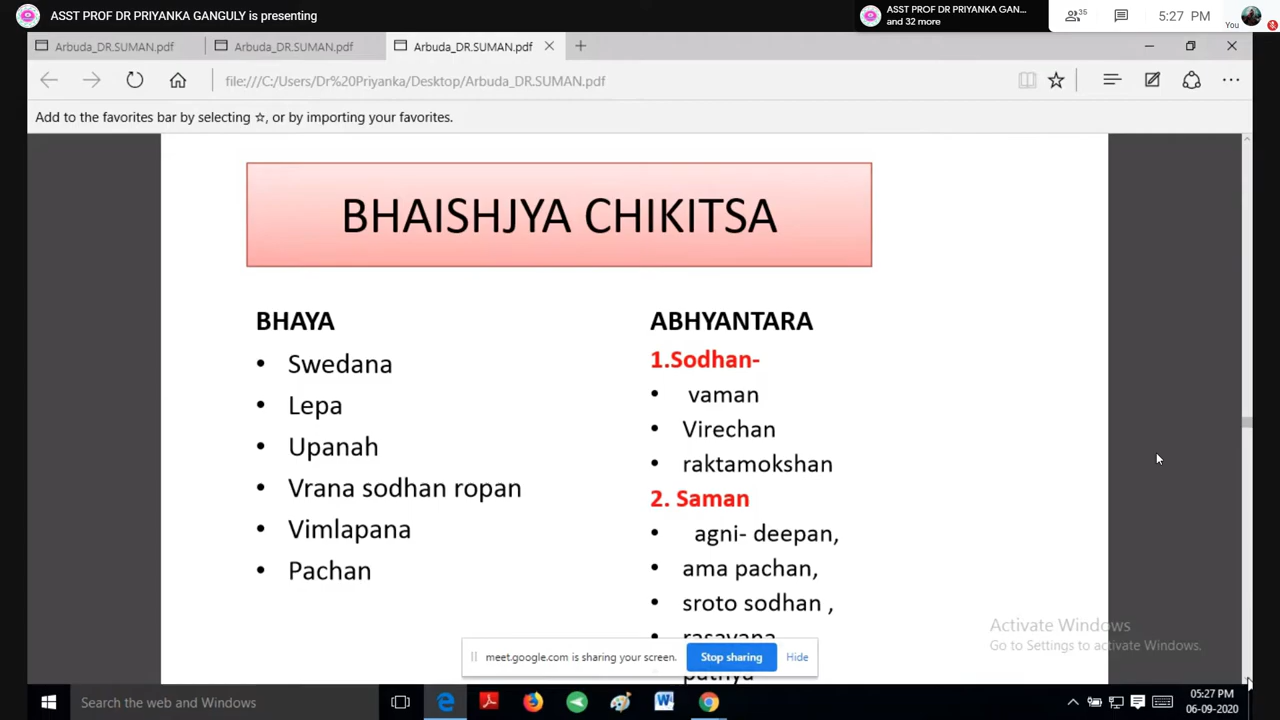 ASST PROF DR PRIYANKA GANGULY is presenting
ASST PROF DR PRIYANKA GAN...
and 32 more
35
5:27 PM
You
Arbuda_DR.SUMAN.pdf
Arbuda_DR.SUMAN.pdf
Arbuda_DR.SUMAN.pdf
file:///C:/Users/Dr%20Priyanka/Desktop/Arbuda_DR.SUMAN.pdf
Add to the favorites bar by selecting ☆, or by importing your favorites.
BHAISHJYA CHIKITSA
BHAYA
• Swedana
• Lepa
• Upanah
• Vrana sodhan ropan
• Vimlapana
• Pachan
ABHYANTARA
1.Sodhan-
• vaman
• Virechan
• raktamokshan
2. Saman
• agni- deepan,
• ama pachan,
• sroto sodhan ,
• rasayana
pathya
Activate Windows
Go to Settings to activate Windows.
meet.google.com is sharing your screen.
Stop sharing
Hide
Search the web and Windows
05:27 PM
06-09-2020